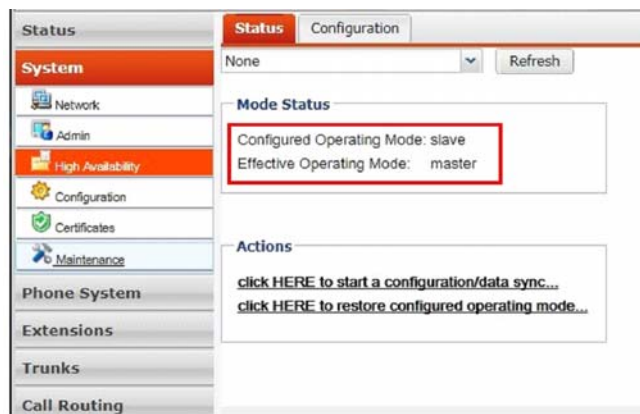 Status
System
Network
Admin
High Availability
Configuration
Certificates
Maintenance
Phone System
Extensions
Trunks
Call Routing
Status Configuration
None Refresh
Mode Status
Configured Operating Mode: slave
Effective Operating Mode: master
Actions
click HERE to start a configuration/data sync...
click HERE to restore configured operating mode...